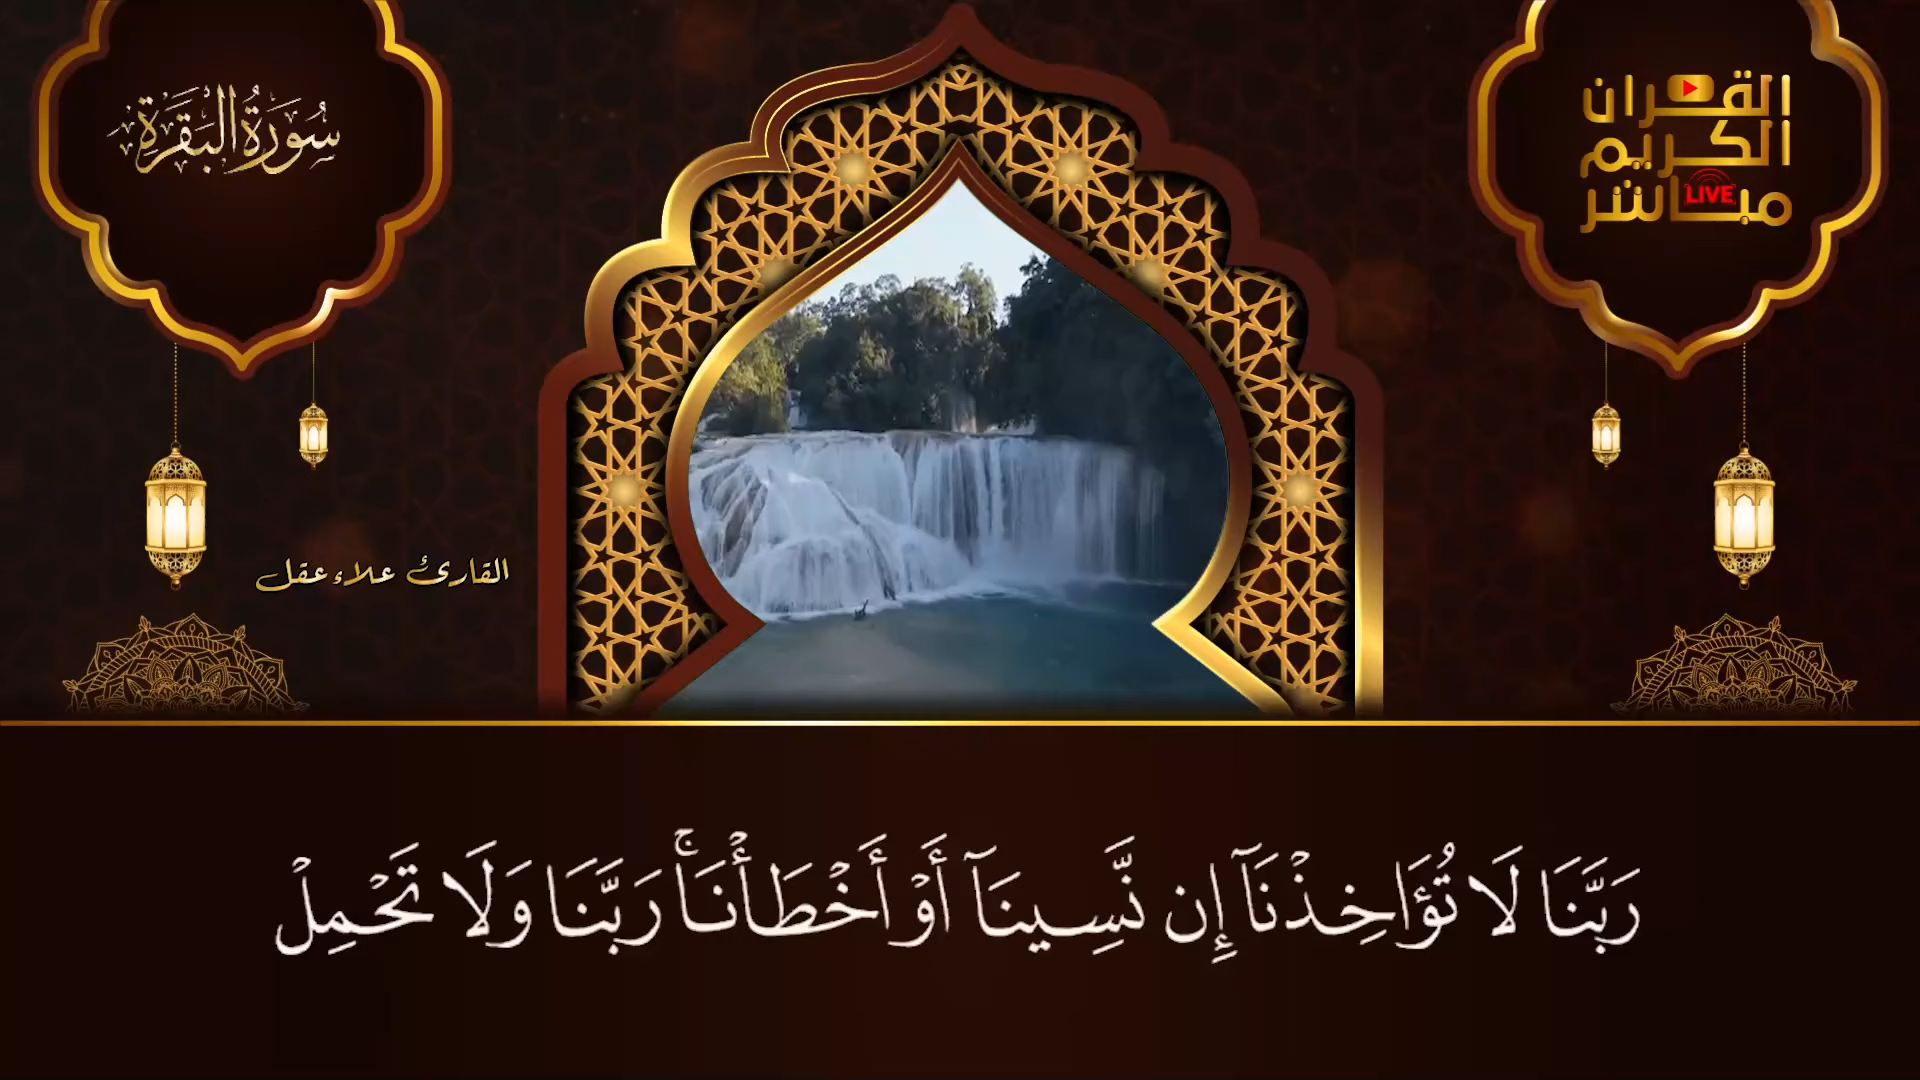 سُورَةُ البَقَرَةِ
القرآن
الكريم
مباشر
LIVE
القارئ علاء عقل
رَبَّنَا لَا تُؤَاخِذْنَآ إِن نَّسِينَآ أَوْ أَخْطَأْنَاۚ رَبَّنَا وَلَا تَحْمِلْ